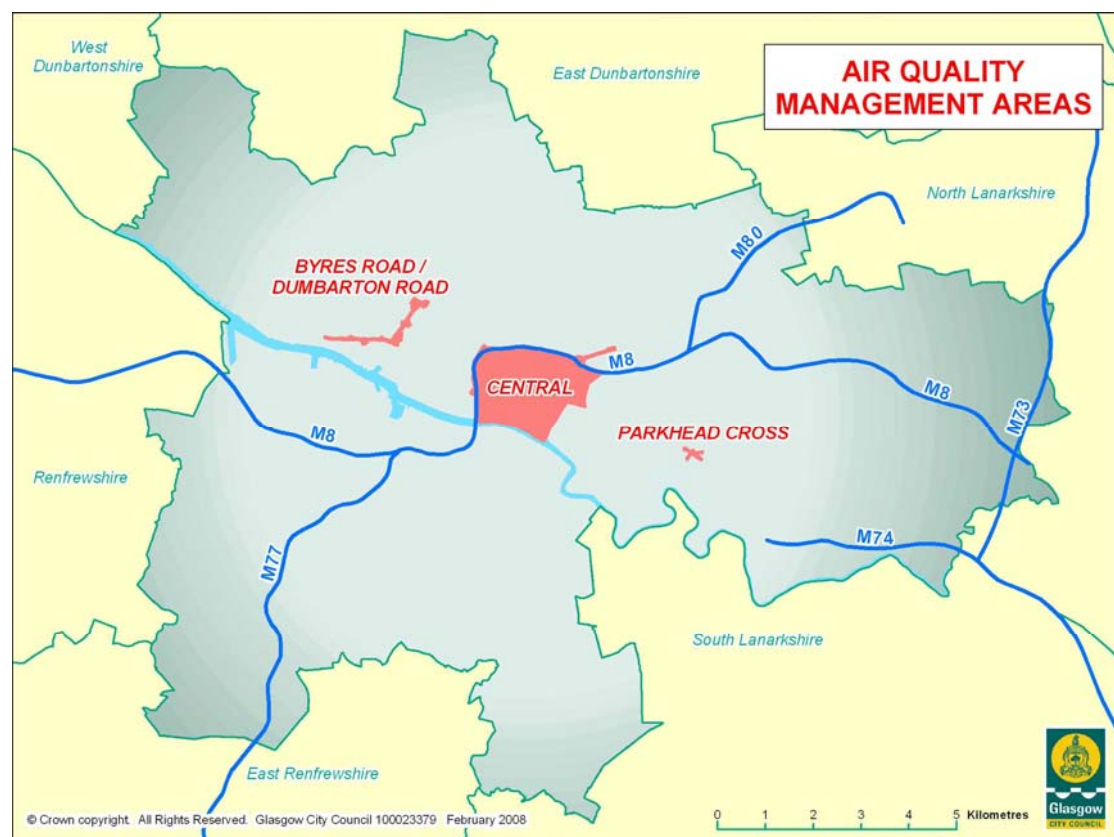 West
Dunbartonshire
East Dunbartonshire
AIR QUALITY
MANAGEMENT AREAS
North Lanarkshire
M80
BYRES ROAD /
DUMBARTON ROAD
M8
CENTRAL
M8
M73
M8
PARKHEAD CROSS
Renfrewshire
M77
M74
South Lanarkshire
East Renfrewshire
© Crown copyright. All Rights Reserved. Glasgow City Council 100023379 February 2008
0 1 2 3 4 5 Kilometres
Glasgow
CITY COUNCIL